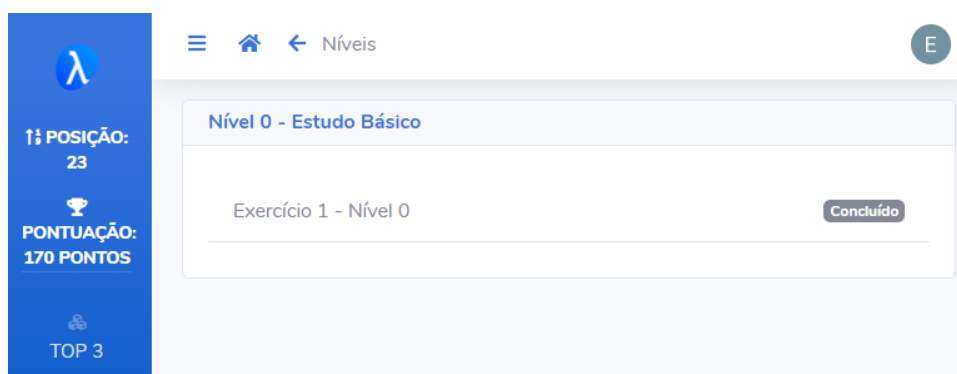 λ
Níveis
E
POSIÇÃO:
23
PONTUAÇÃO:
170 PONTOS
TOP 3
Nível 0 - Estudo Básico
Exercício 1 - Nível 0
Concluído